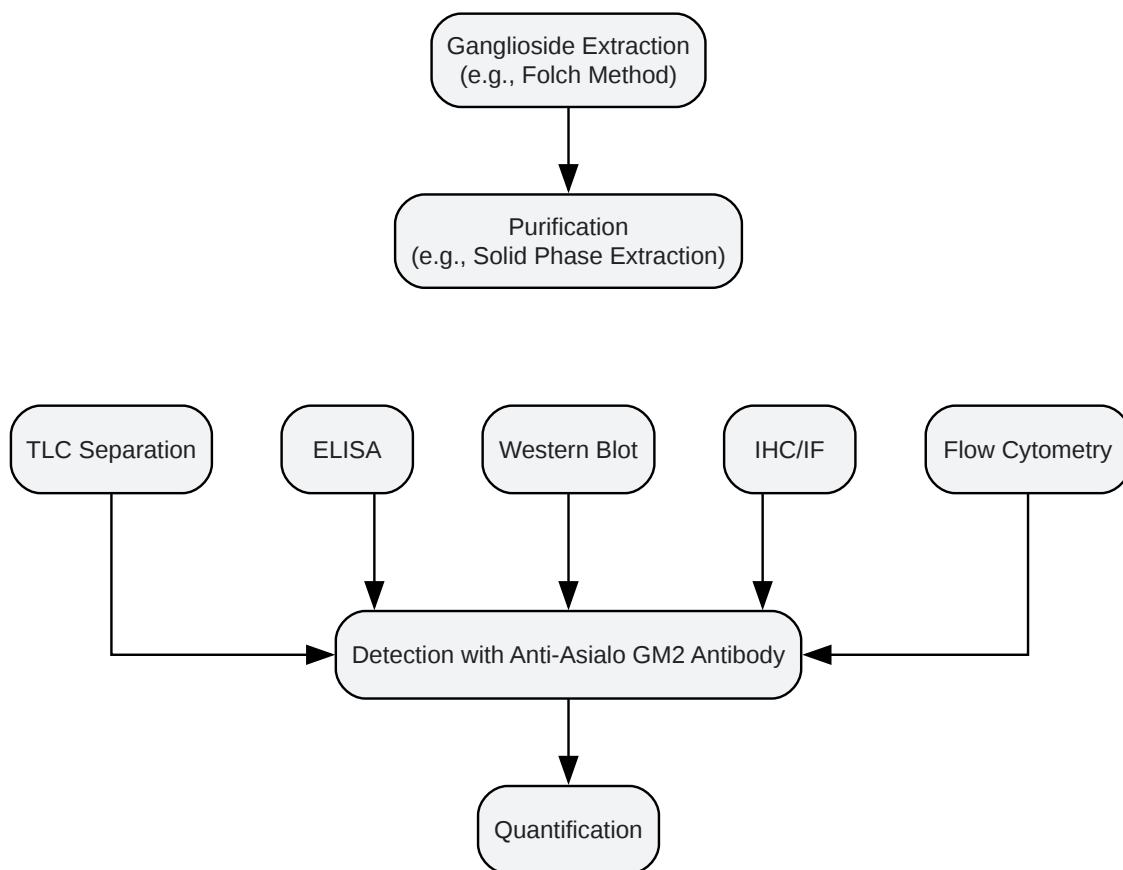 Ganglioside Extraction
(e.g., Folch Method)
Purification
(e.g., Solid Phase Extraction)
TLC Separation
ELISA
Western Blot
IHC/IF
Flow Cytometry
Detection with Anti-Asialo GM2 Antibody
Quantification